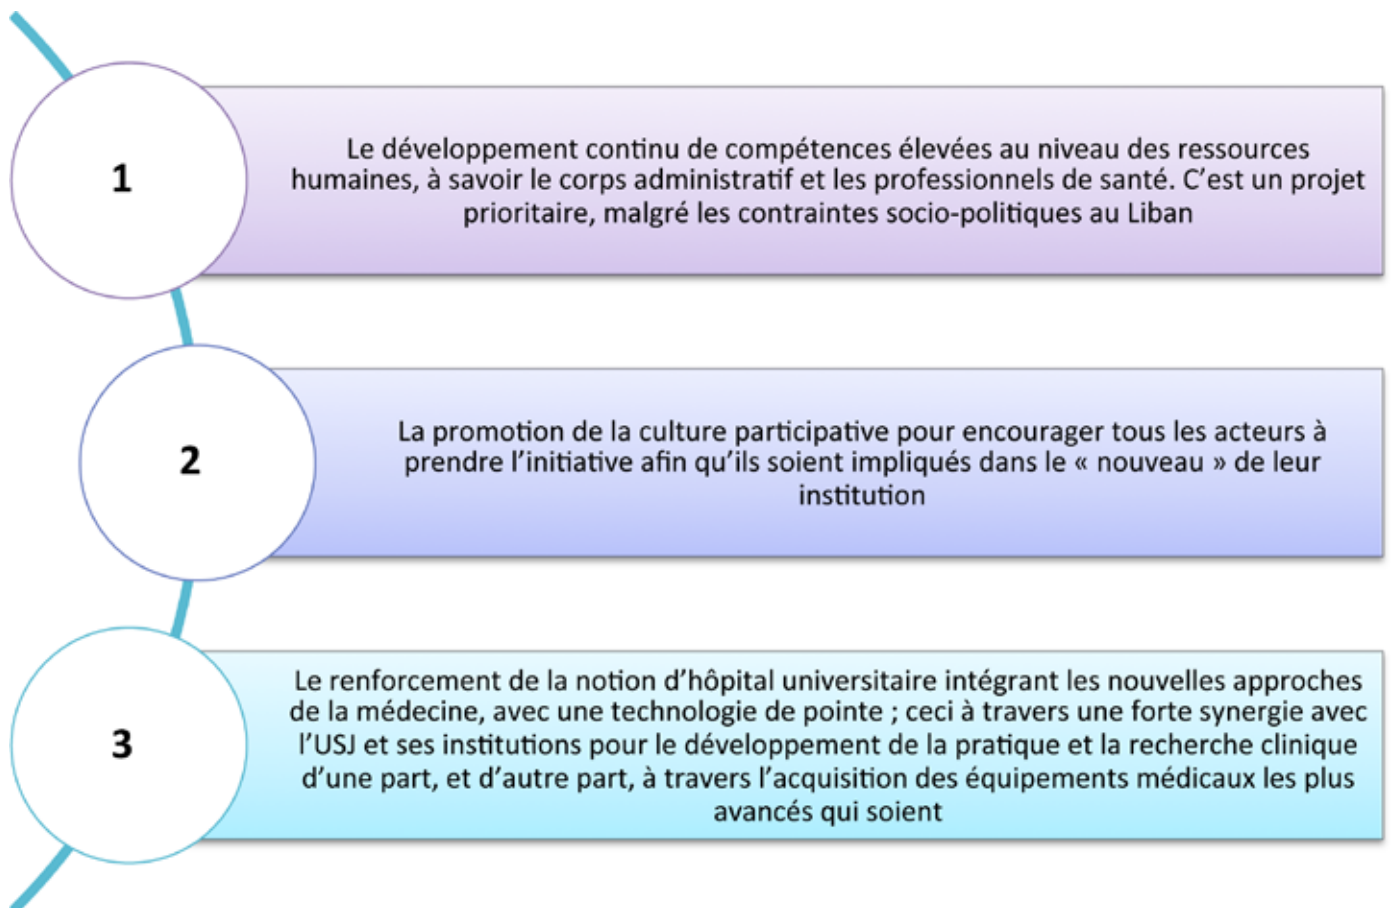 1
Le développement continu de compétences élevées au niveau des ressources
humaines, à savoir le corps administratif et les professionnels de santé. C’est un projet
prioritaire, malgré les contraintes socio-politiques au Liban
2
La promotion de la culture participative pour encourager tous les acteurs à
prendre l’initiative afin qu’ils soient impliqués dans le « nouveau » de leur
institution
3
Le renforcement de la notion d’hôpital universitaire intégrant les nouvelles approches
de la médecine, avec une technologie de pointe ; ceci à travers une forte synergie avec
l’USJ et ses institutions pour le développement de la pratique et la recherche clinique
d’une part, et d’autre part, à travers l’acquisition des équipements médicaux les plus
avancés qui soient